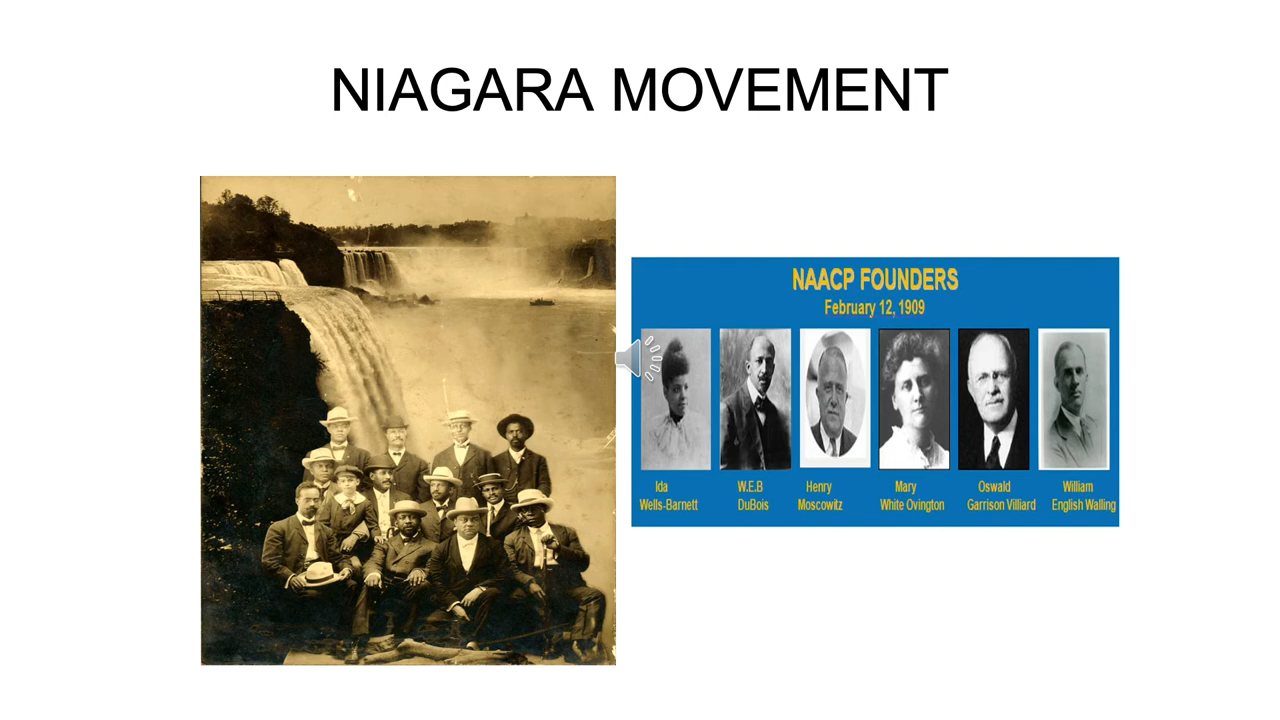 NIAGARA MOVEMENT
NAACP FOUNDERS
February 12, 1909
Ida
Wells-Barnett
W.E.B
DuBois
Henry
Moscowitz
Mary
White Ovington
Oswald
Garrison Villiard
William
English Walling